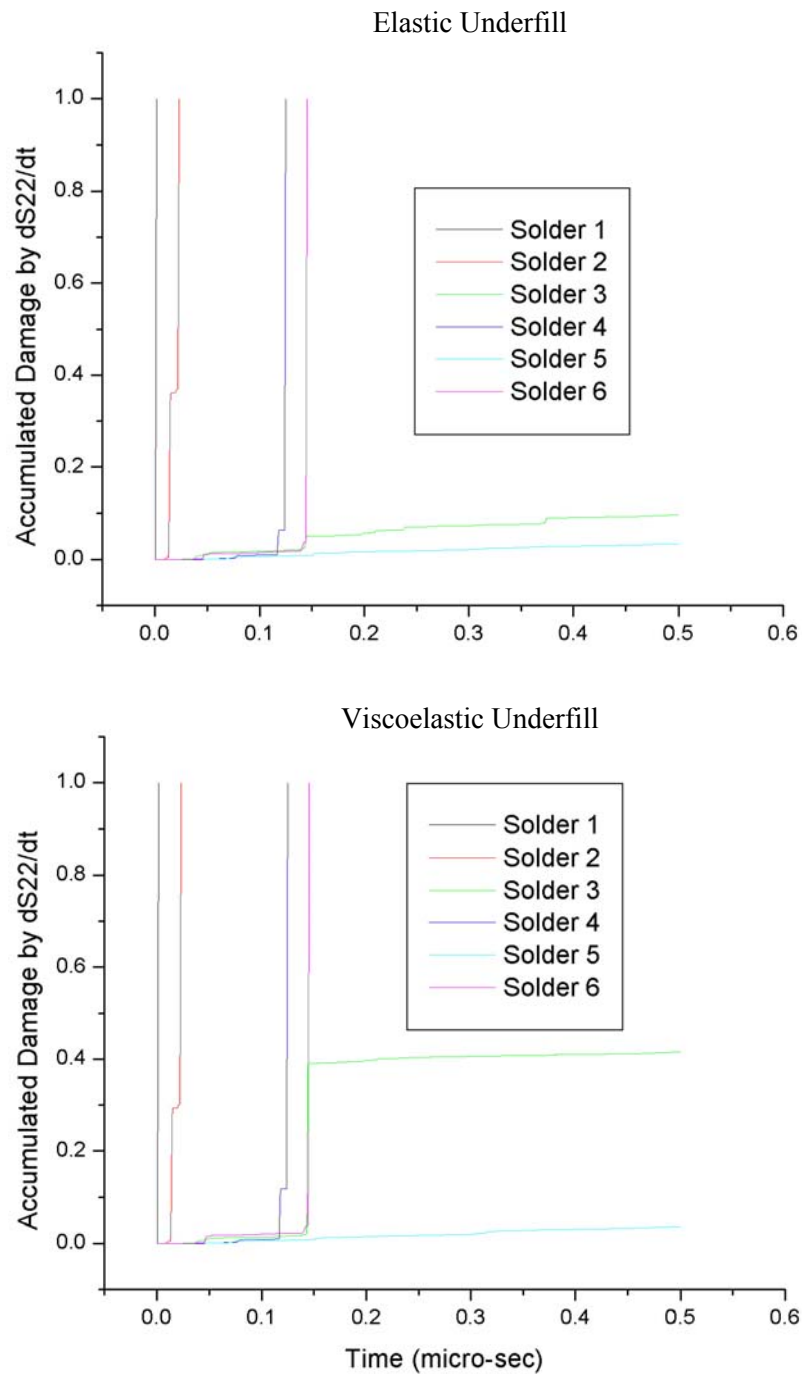 Elastic Underfill
Accumulated Damage by dS22/dt
1.0
0.8
0.6
0.4
0.2
0.0
Solder 1
Solder 2
Solder 3
Solder 4
Solder 5
Solder 6
0.0 0.1 0.2 0.3 0.4 0.5 0.6
Viscoelastic Underfill
Accumulated Damage by dS22/dt
1.0
0.8
0.6
0.4
0.2
0.0
Solder 1
Solder 2
Solder 3
Solder 4
Solder 5
Solder 6
0.0 0.1 0.2 0.3 0.4 0.5 0.6
Time (micro-sec)